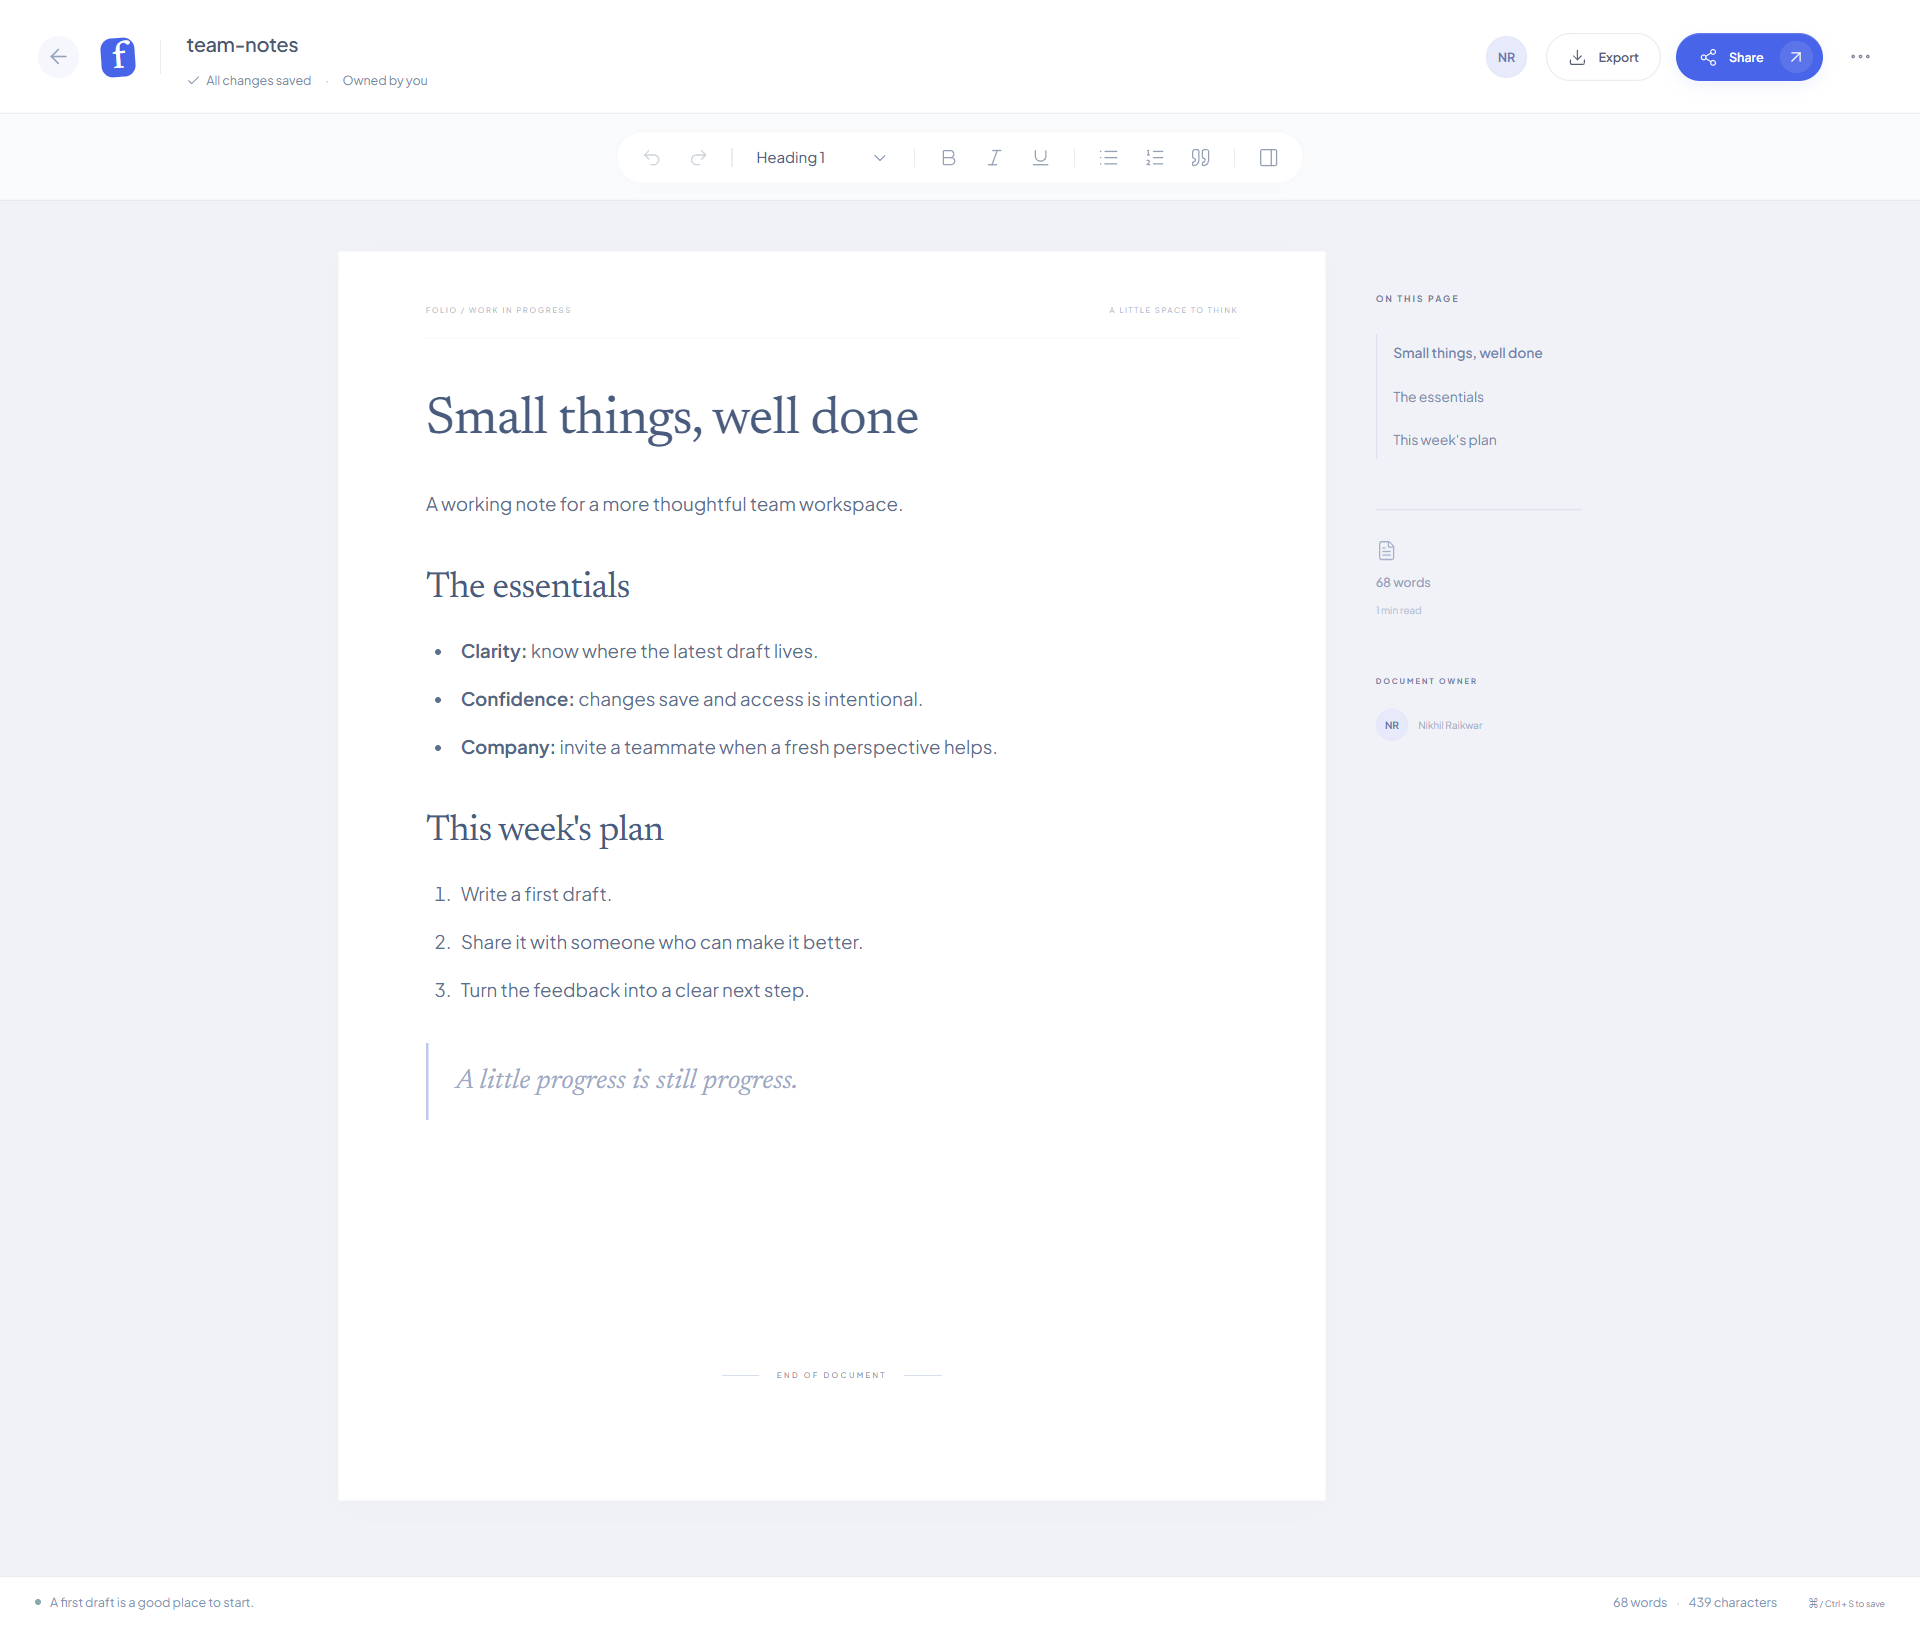 f
team-notes
All changes saved · Owned by you
NR
Export
Share
Heading 1
FOLIO / WORK IN PROGRESS
A LITTLE SPACE TO THINK
Small things, well done
A working note for a more thoughtful team workspace.
The essentials
• Clarity: know where the latest draft lives.
• Confidence: changes save and access is intentional.
• Company: invite a teammate when a fresh perspective helps.
This week's plan
1. Write a first draft.
2. Share it with someone who can make it better.
3. Turn the feedback into a clear next step.
A little progress is still progress.
END OF DOCUMENT
ON THIS PAGE
Small things, well done
The essentials
This week's plan
68 words
1 min read
DOCUMENT OWNER
NR Nikhil Raikwar
A first draft is a good place to start.
68 words · 439 characters
⌘ / Ctrl + S to save